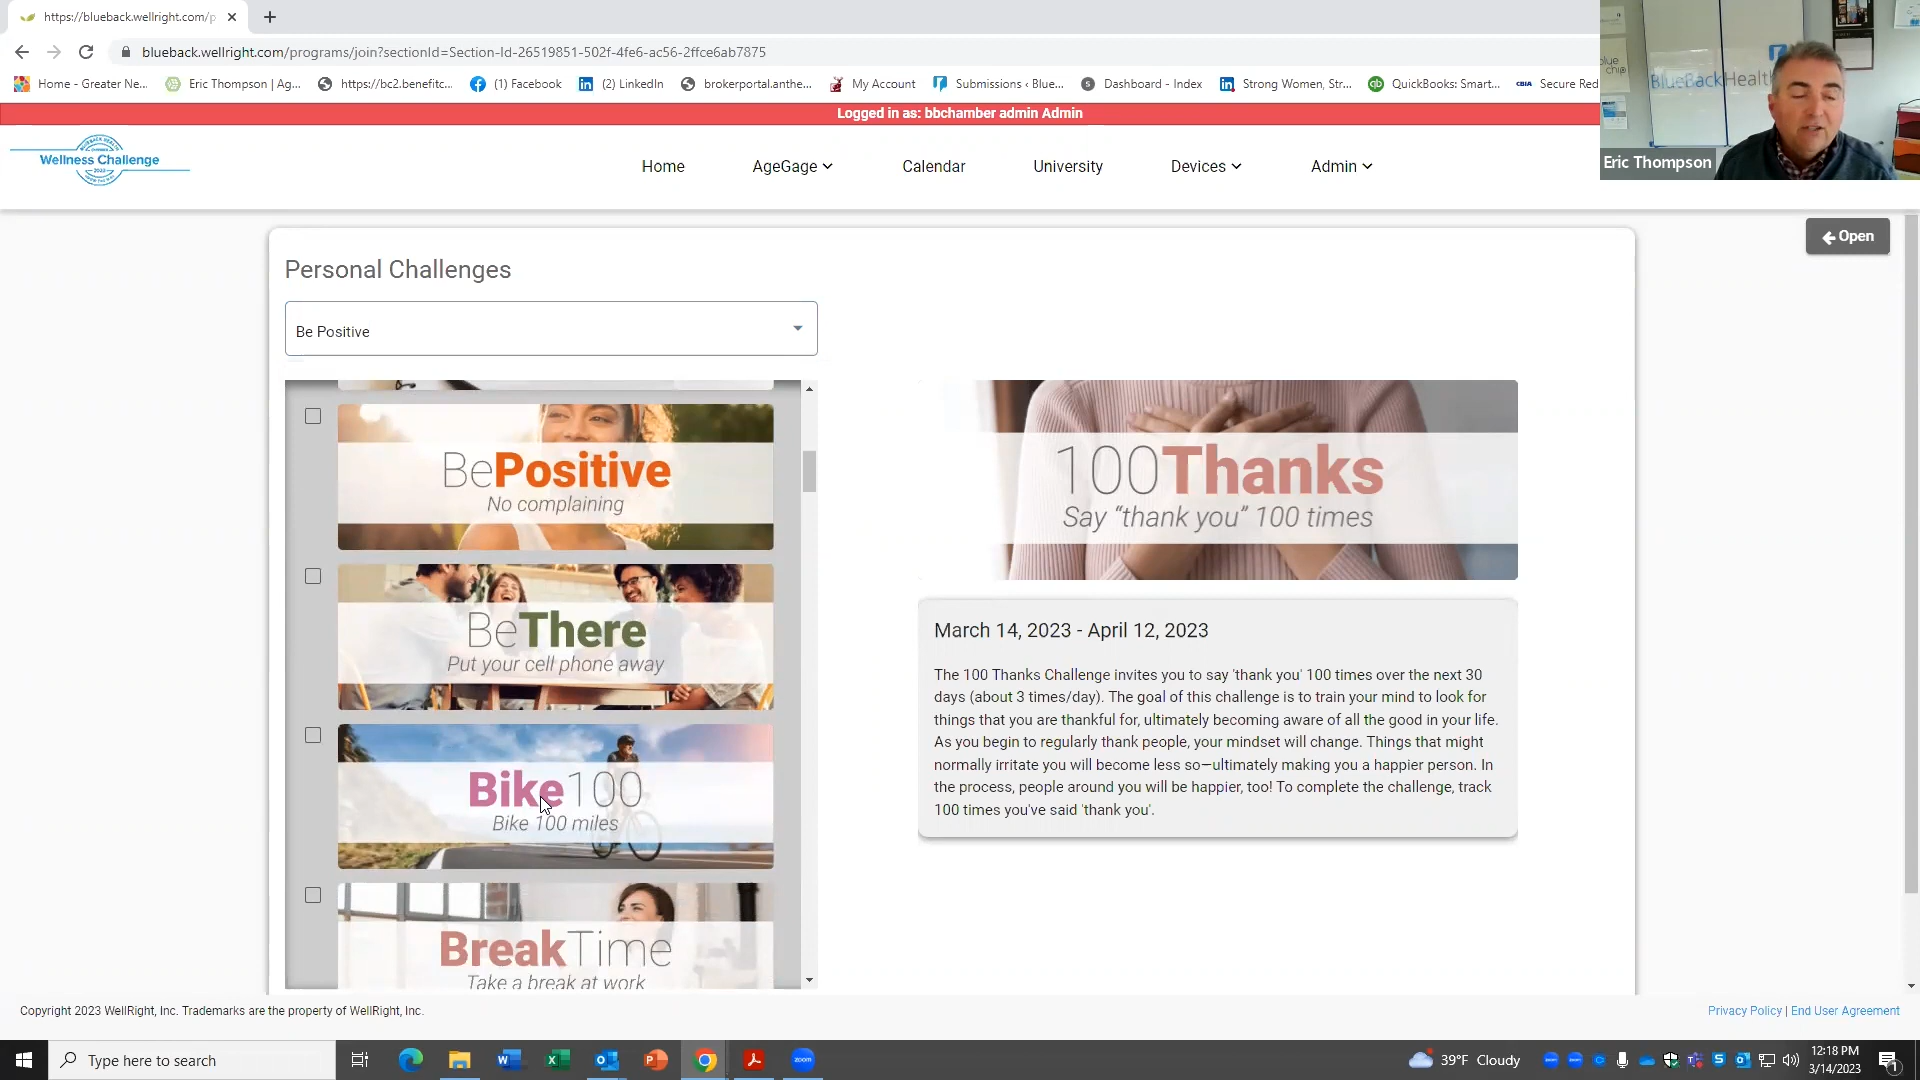 https://blueback.wellright.com/p
blueback.wellright.com/programs/join?sectionId=Section-Id-26519851-502f-4fe6-ac56-2ffce6ab7875
Home - Greater Ne...
Eric Thompson | Ag...
https://bc2.benefitc...
(1) Facebook
(2) LinkedIn
brokerportal.anthe...
My Account
Submissions ‹ Blue...
Dashboard - Index
Strong Women, Str...
QuickBooks: Smart...
CBIA
Secure Red
Logged in as: bbchamber admin Admin
BlueBackHealth
Eric Thompson
Wellness Challenge
2023
Home
AgeGage
Calendar
University
Devices
Admin
Open
Personal Challenges
Be Positive
BePositive
No complaining
BeThere
Put your cell phone away
Bike100
Bike 100 miles
BreakTime
Take a break at work
100Thanks
Say “thank you” 100 times
March 14, 2023 - April 12, 2023
The 100 Thanks Challenge invites you to say 'thank you' 100 times over the next 30
days (about 3 times/day). The goal of this challenge is to train your mind to look for
things that you are thankful for, ultimately becoming aware of all the good in your life.
As you begin to regularly thank people, your mindset will change. Things that might
normally irritate you will become less so—ultimately making you a happier person. In
the process, people around you will be happier, too! To complete the challenge, track
100 times you've said 'thank you'.
Copyright 2023 WellRight, Inc. Trademarks are the property of WellRight, Inc.
Privacy Policy | End User Agreement
Type here to search
zoom
39°F Cloudy
12:18 PM
3/14/2023
1